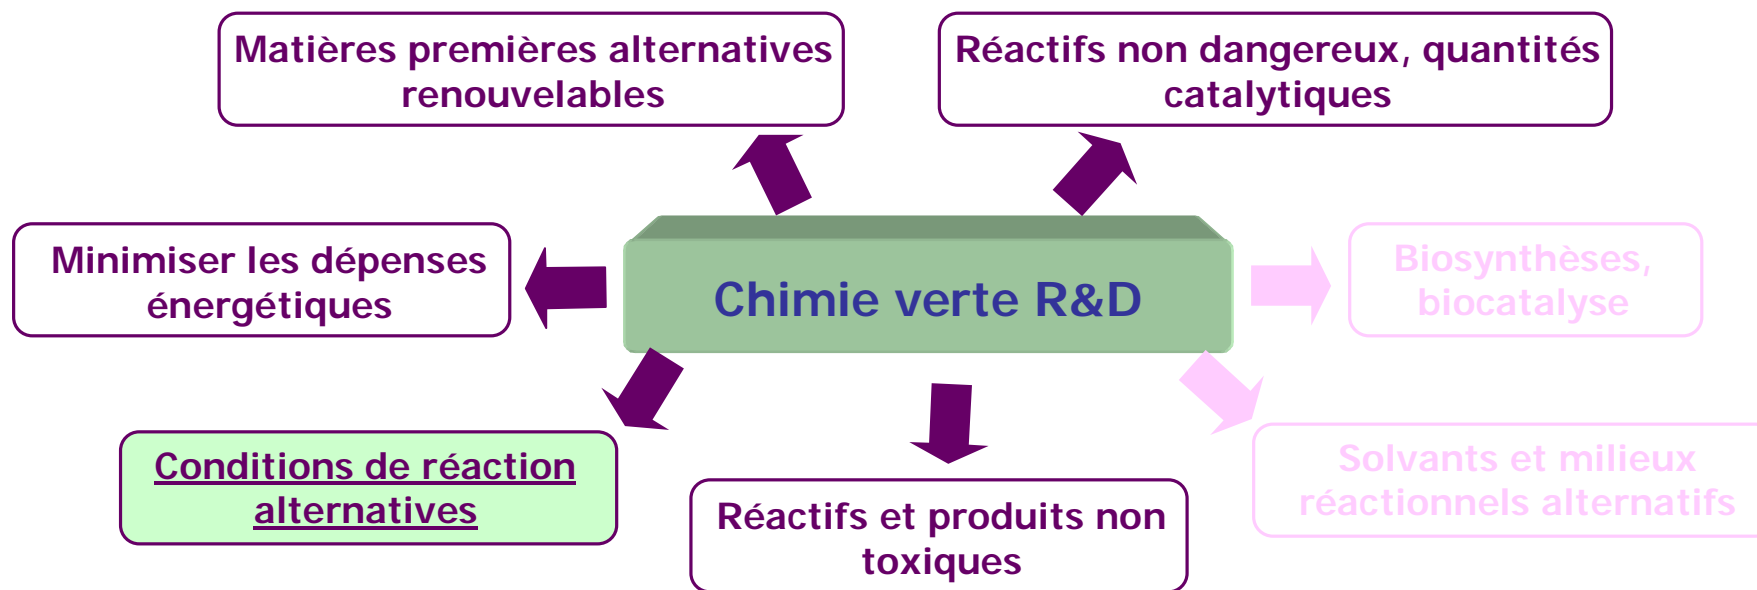 Matières premières alternatives
renouvelables
Réactifs non dangereux, quantités
catalytiques
Minimiser les dépenses
énergétiques
Chimie verte R&D
Biosynthèses,
biocatalyse
Conditions de réaction
alternatives
Réactifs et produits non
toxiques
Solvants et milieux
réactionnels alternatifs